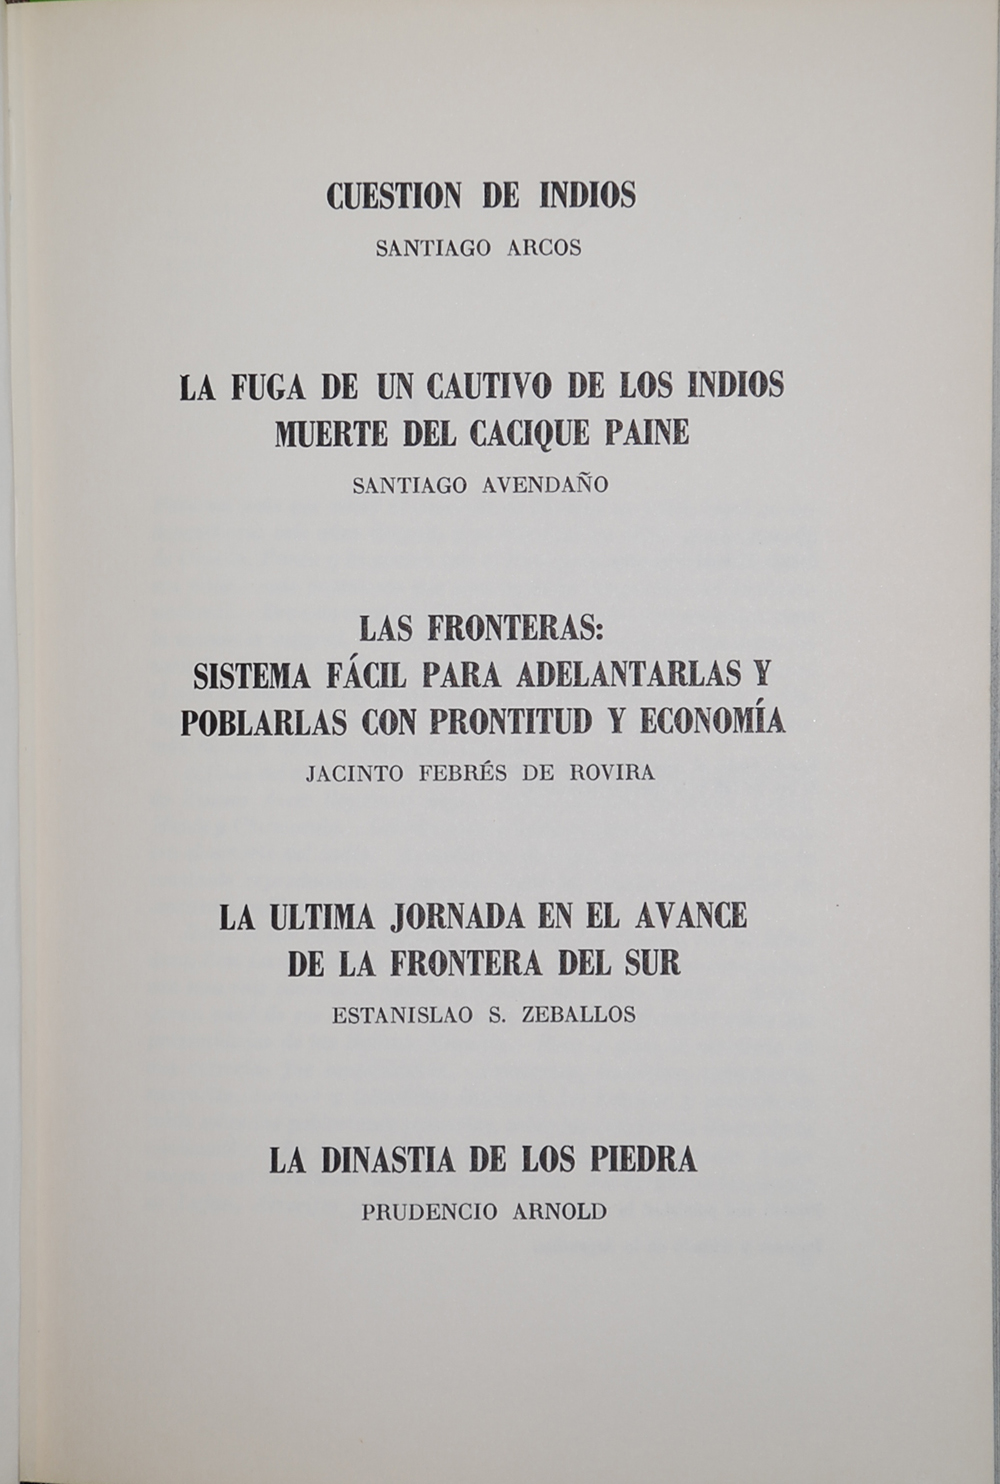 CUESTION DE INDIOS
SANTIAGO ARCOS
LA FUGA DE UN CAUTIVO DE LOS INDIOS
MUERTE DEL CACIQUE PAINE
SANTIAGO AVENDAÑO
LAS FRONTERAS:
SISTEMA FÁCIL PARA ADELANTARLAS Y
POBLARLAS CON PRONTITUD Y ECONOMÍA
JACINTO FEBRÉS DE ROVIRA
LA ULTIMA JORNADA EN EL AVANCE
DE LA FRONTERA DEL SUR
ESTANISLAO S. ZEBALLOS
LA DINASTIA DE LOS PIEDRA
PRUDENCIO ARNOLD